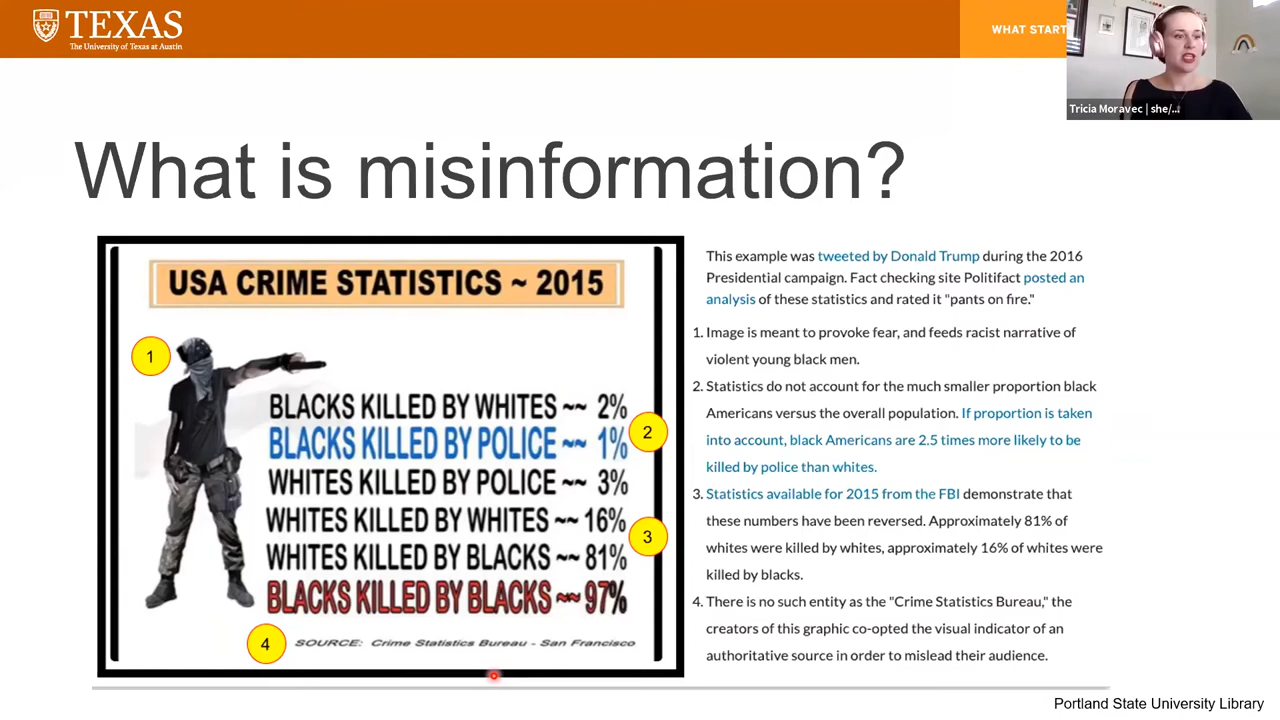 TEXAS
The University of Texas at Austin
WHAT START
Tricia Moravec | she/...
What is misinformation?
USA CRIME STATISTICS ~ 2015
1
BLACKS KILLED BY WHITES ~~ 2%
BLACKS KILLED BY POLICE ~~ 1%
2
WHITES KILLED BY POLICE ~~ 3%
WHITES KILLED BY WHITES ~~ 16%
3
WHITES KILLED BY BLACKS ~~ 81%
BLACKS KILLED BY BLACKS ~~ 97%
4
SOURCE: Crime Statistics Bureau - San Francisco
This example was tweeted by Donald Trump during the 2016
Presidential campaign. Fact checking site Politifact posted an
analysis of these statistics and rated it "pants on fire."
1. Image is meant to provoke fear, and feeds racist narrative of
violent young black men.
2. Statistics do not account for the much smaller proportion black
Americans versus the overall population. If proportion is taken
into account, black Americans are 2.5 times more likely to be
killed by police than whites.
3. Statistics available for 2015 from the FBI demonstrate that
these numbers have been reversed. Approximately 81% of
whites were killed by whites, approximately 16% of whites were
killed by blacks.
4. There is no such entity as the "Crime Statistics Bureau," the
creators of this graphic co-opted the visual indicator of an
authoritative source in order to mislead their audience.
Portland State University Library